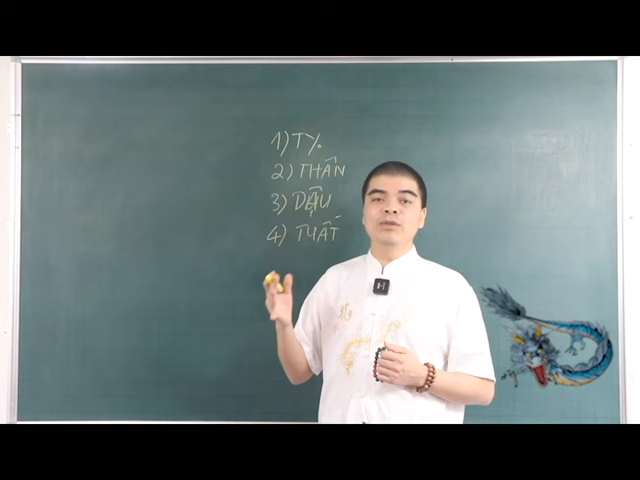 1) TỴ.
2) THÂN
3) DẬU
4) TUẤT